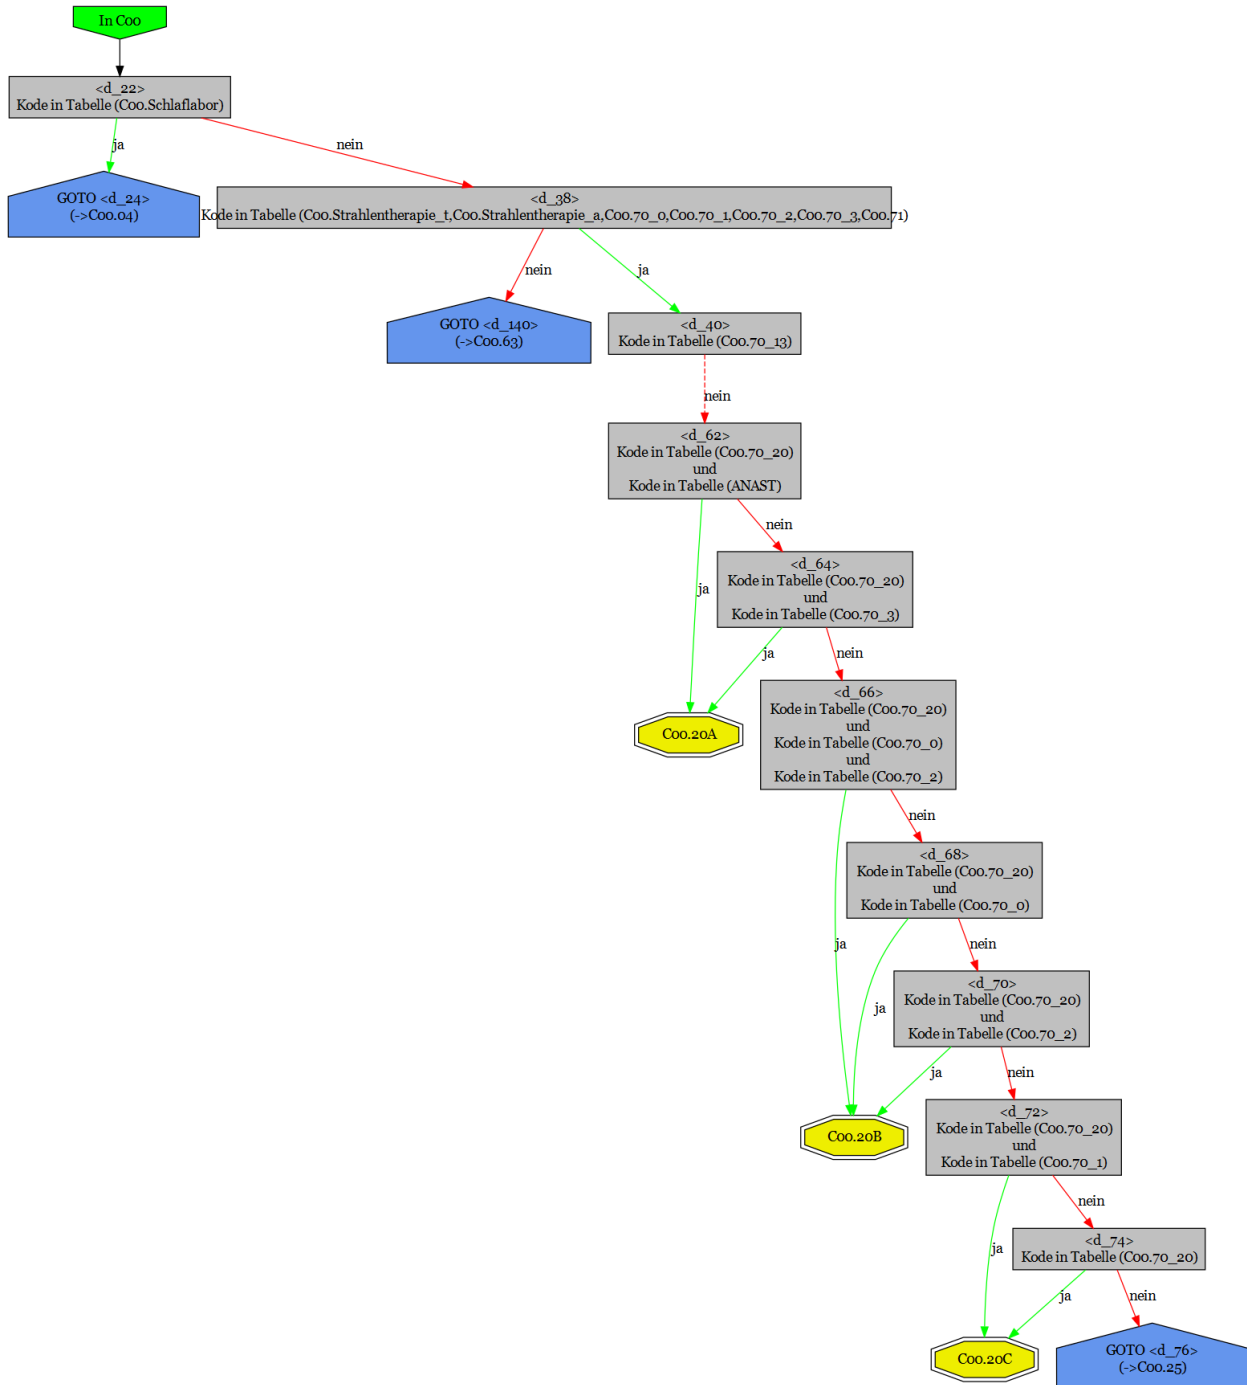 In C00
<d_22>
Kode in Tabelle (C00.Schlaflabor)
ja
nein
GOTO <d_24>
(->C00.04)
<d_38>
Kode in Tabelle (C00.Strahlentherapie_t,C00.Strahlentherapie_a,C00.70_0,C00.70_1,C00.70_2,C00.70_3,C00.71)
nein
ja
GOTO <d_140>
(->C00.63)
<d_40>
Kode in Tabelle (C00.70_13)
nein
<d_62>
Kode in Tabelle (C00.70_20)
und
Kode in Tabelle (ANAST)
nein
ja
<d_64>
Kode in Tabelle (C00.70_20)
und
Kode in Tabelle (C00.70_3)
ja
nein
C00.20A
<d_66>
Kode in Tabelle (C00.70_20)
und
Kode in Tabelle (C00.70_0)
und
Kode in Tabelle (C00.70_2)
nein
ja
<d_68>
Kode in Tabelle (C00.70_20)
und
Kode in Tabelle (C00.70_0)
nein
ja
<d_70>
Kode in Tabelle (C00.70_20)
und
Kode in Tabelle (C00.70_2)
ja
nein
C00.20B
<d_72>
Kode in Tabelle (C00.70_20)
und
Kode in Tabelle (C00.70_1)
nein
ja
<d_74>
Kode in Tabelle (C00.70_20)
ja
nein
C00.20C
GOTO <d_76>
(->C00.25)